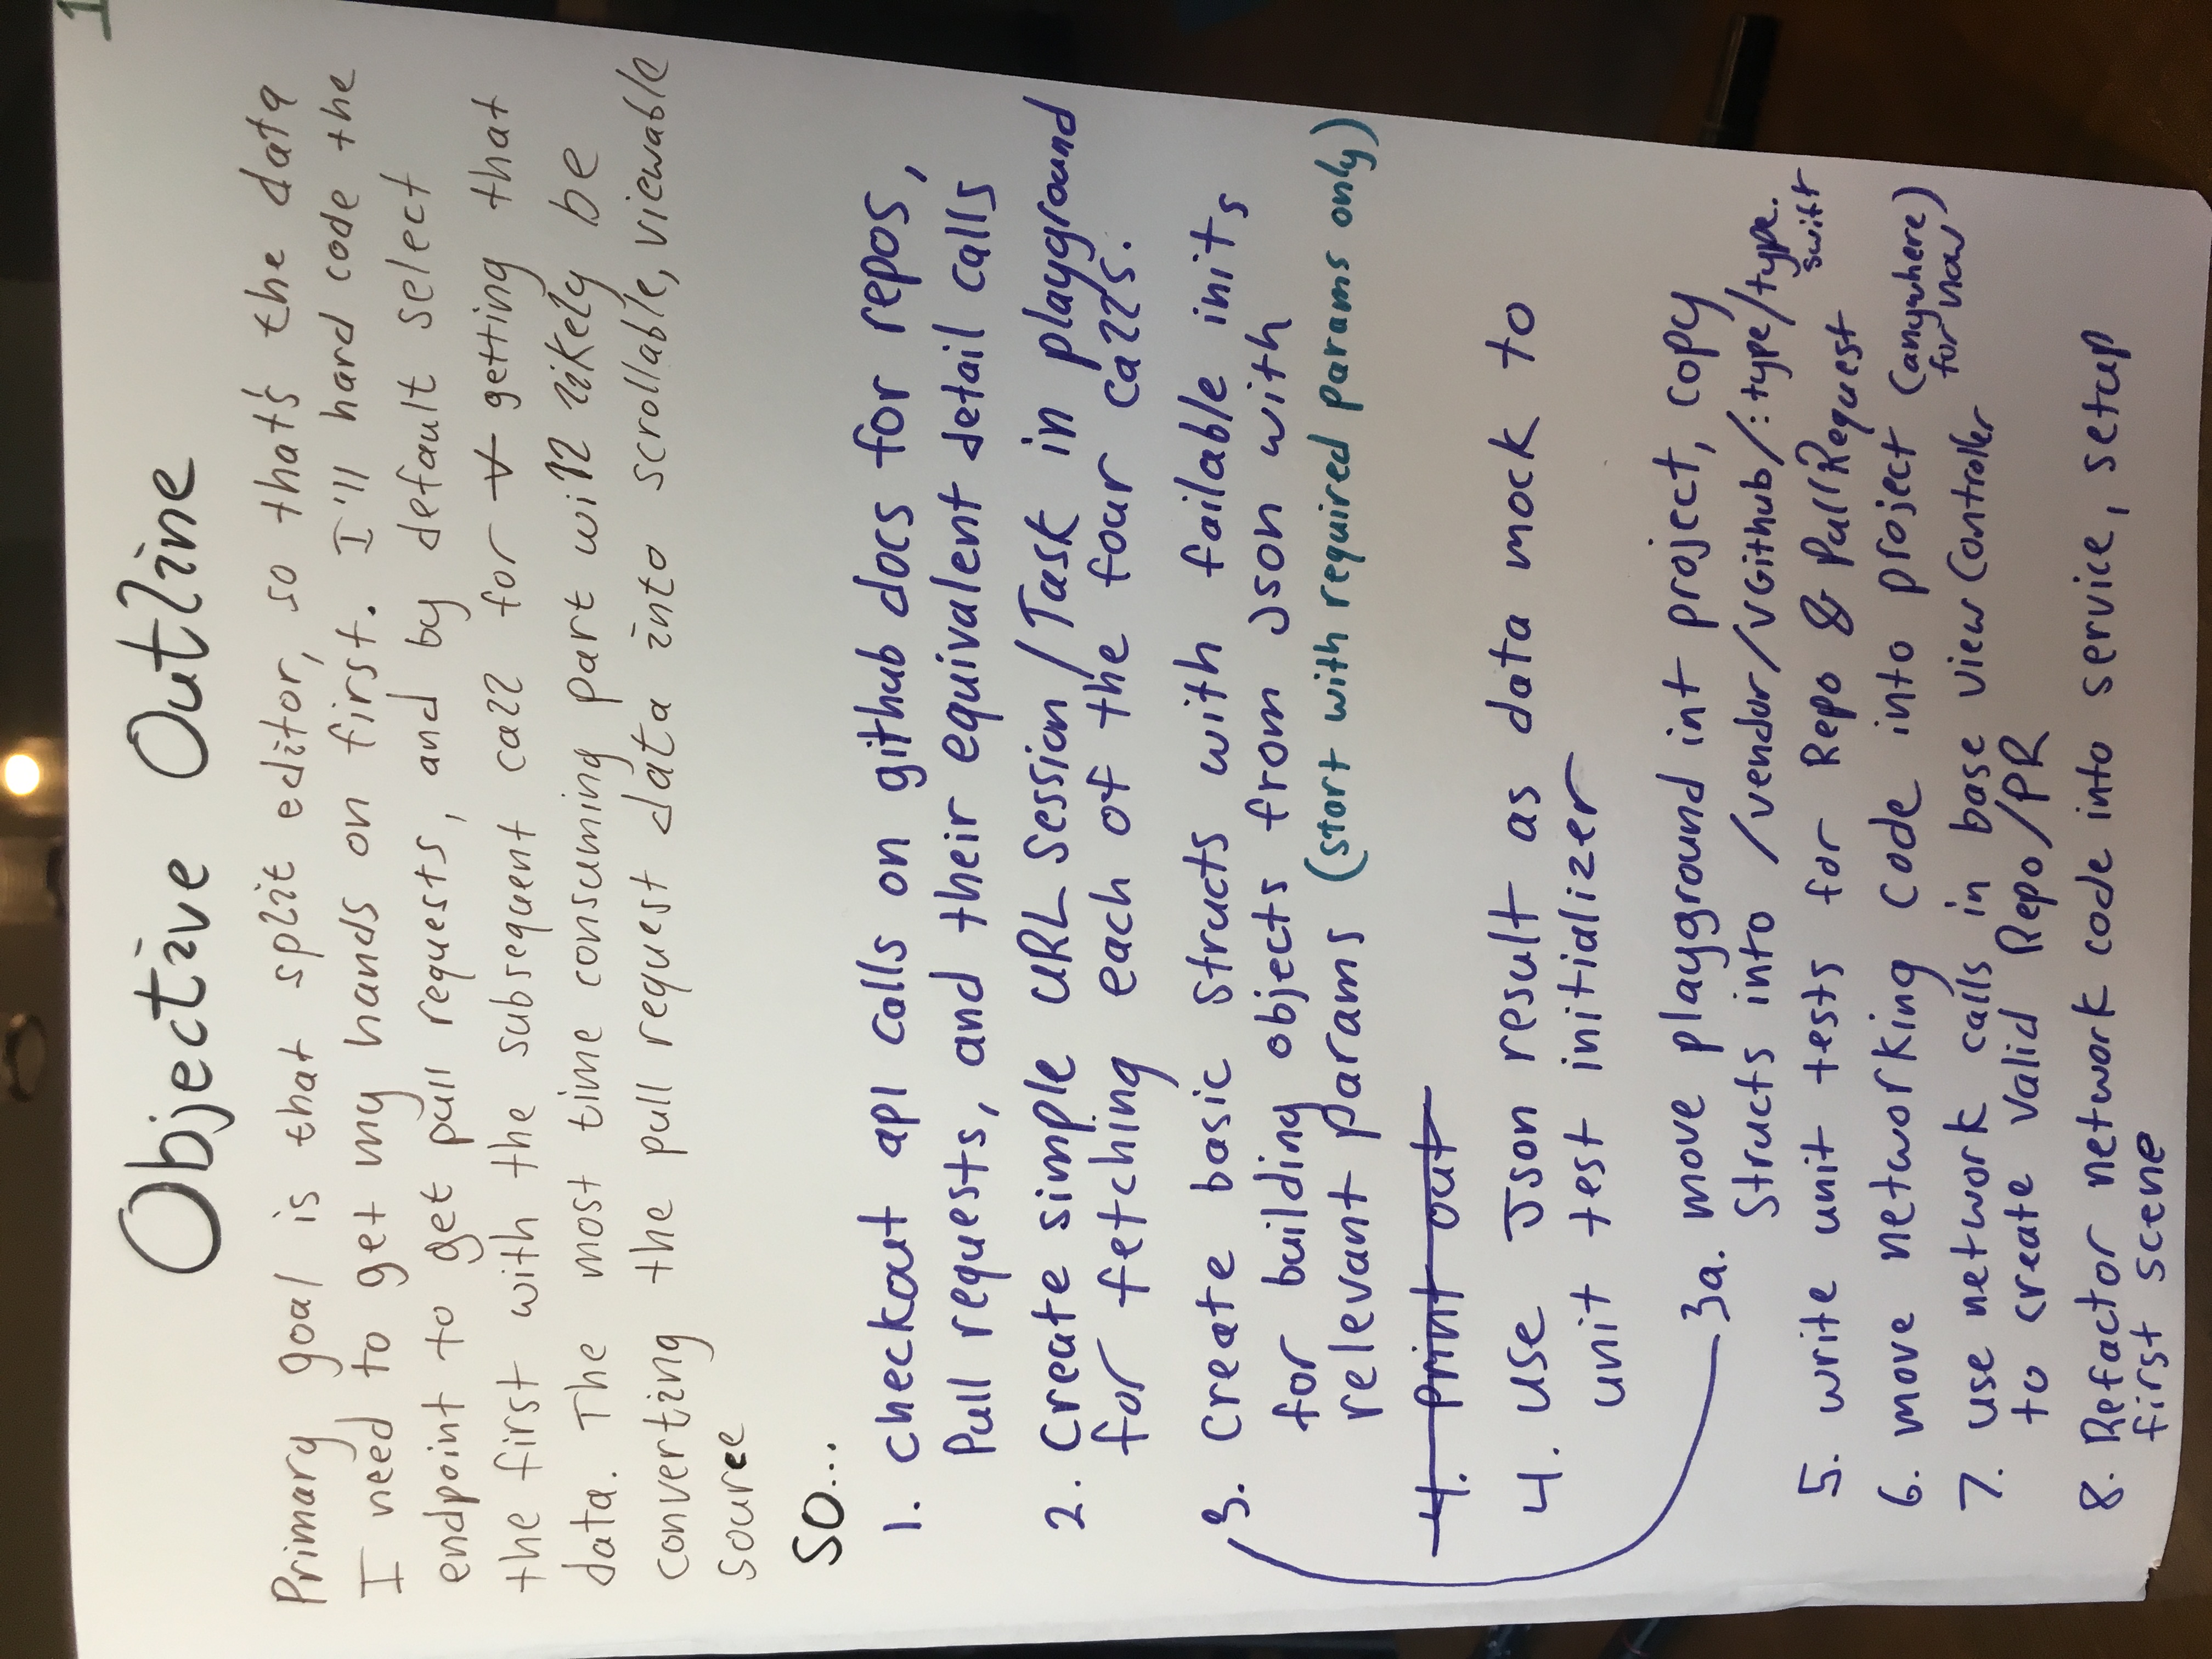 1
Objective Outline
Primary goal is that split editor, so that's the data
I need to get my hands on first. I'll hard code the
endpoint to get pull requests, and by default select
the first with the subsequent call for getting that
data. The most time consuming part will likely be
converting the pull request data into scrollable, viewable
source
SO...
1. checkout api calls on github docs for repos,
Pull requests, and their equivalent detail calls
2. Create simple URL Session/Task in playground
for fetching each of the four calls.
3. Create basic structs with failable inits
for building objects from Json with
relevant params (start with required params only)
4. Print out
4. use Json result as data mock to
unit test initializer
3a. move playground int project, copy
Structs into /vendor/VGithub/:type/type.
swift
5. write unit tests for Repo & PullRequest
6. move networking code into project (anywhere)
for now
7. use network calls in base view Controller
to create valid Repo/PR
8. Refactor network code into service, setup
first scene